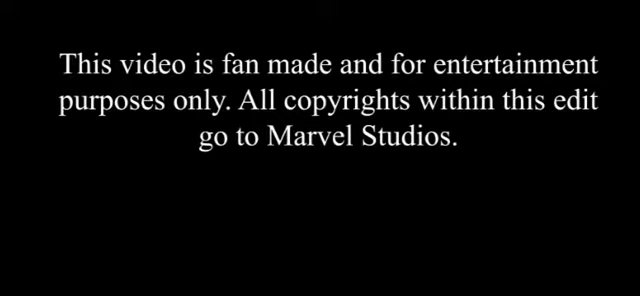 This video is fan made and for entertainment
purposes only. All copyrights within this edit
go to Marvel Studios.